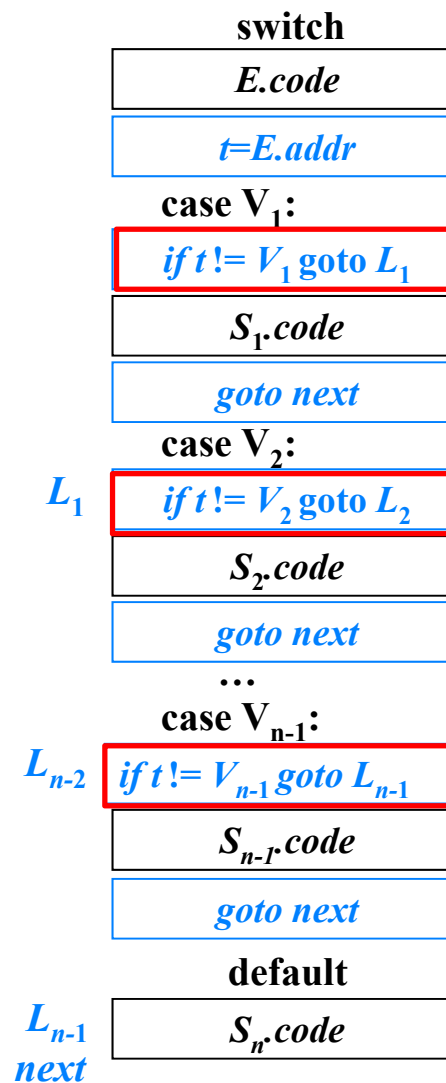 switch
E.code
t=E.addr
case V₁:
if t != V₁ goto L₁
S₁.code
goto next
case V₂:
L₁ if t != V₂ goto L₂
S₂.code
goto next
…
case Vₙ₋₁:
Lₙ₋₂ if t != Vₙ₋₁ goto Lₙ₋₁
Sₙ₋₁.code
goto next
default
Lₙ₋₁ Sₙ.code
next